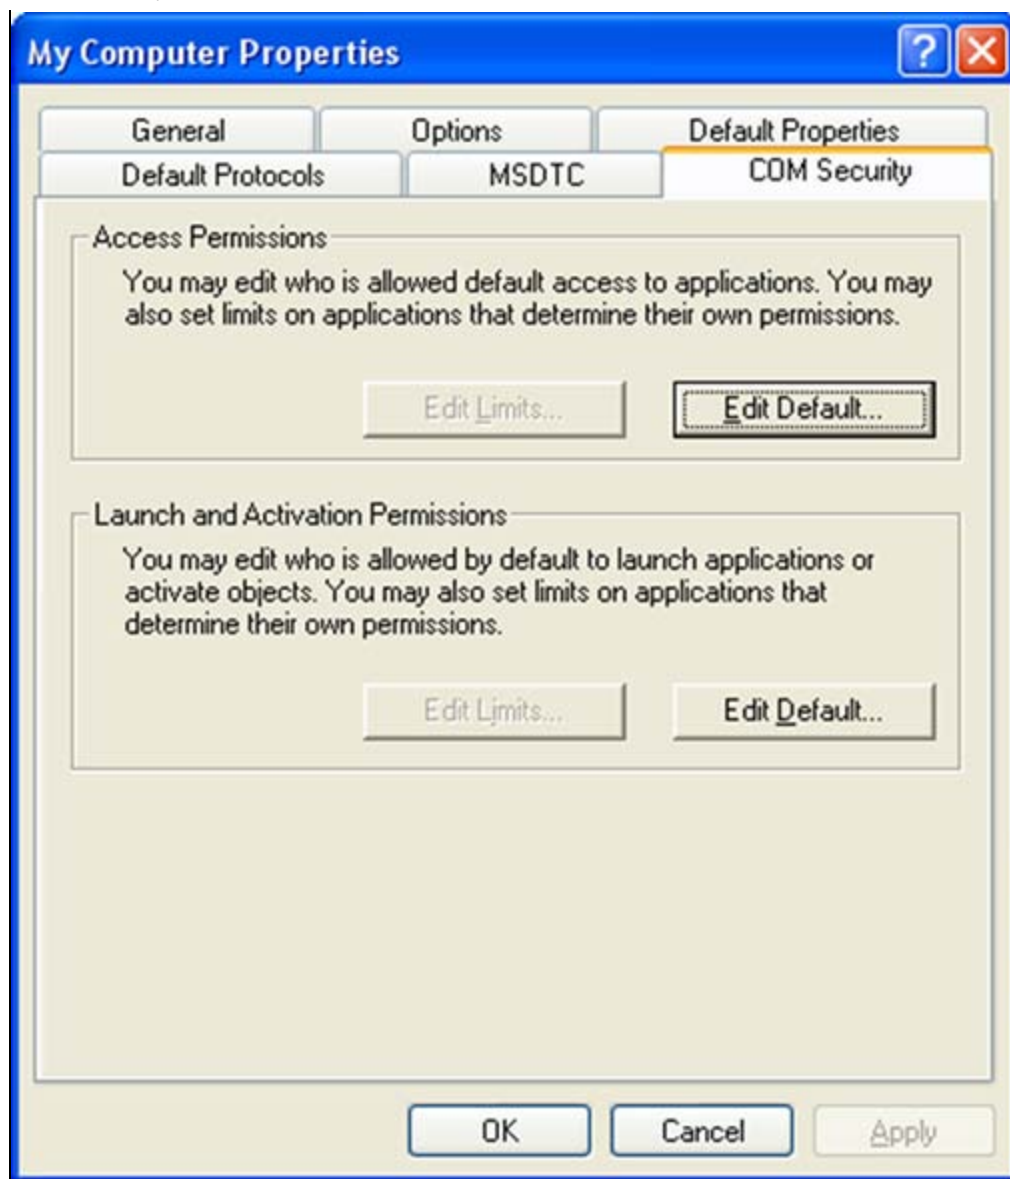 My Computer Properties
General Options Default Properties
Default Protocols MSDTC COM Security
Access Permissions
You may edit who is allowed default access to applications. You may
also set limits on applications that determine their own permissions.
Edit Limits... Edit Default...
Launch and Activation Permissions
You may edit who is allowed by default to launch applications or
activate objects. You may also set limits on applications that
determine their own permissions.
Edit Limits... Edit Default...
OK Cancel Apply